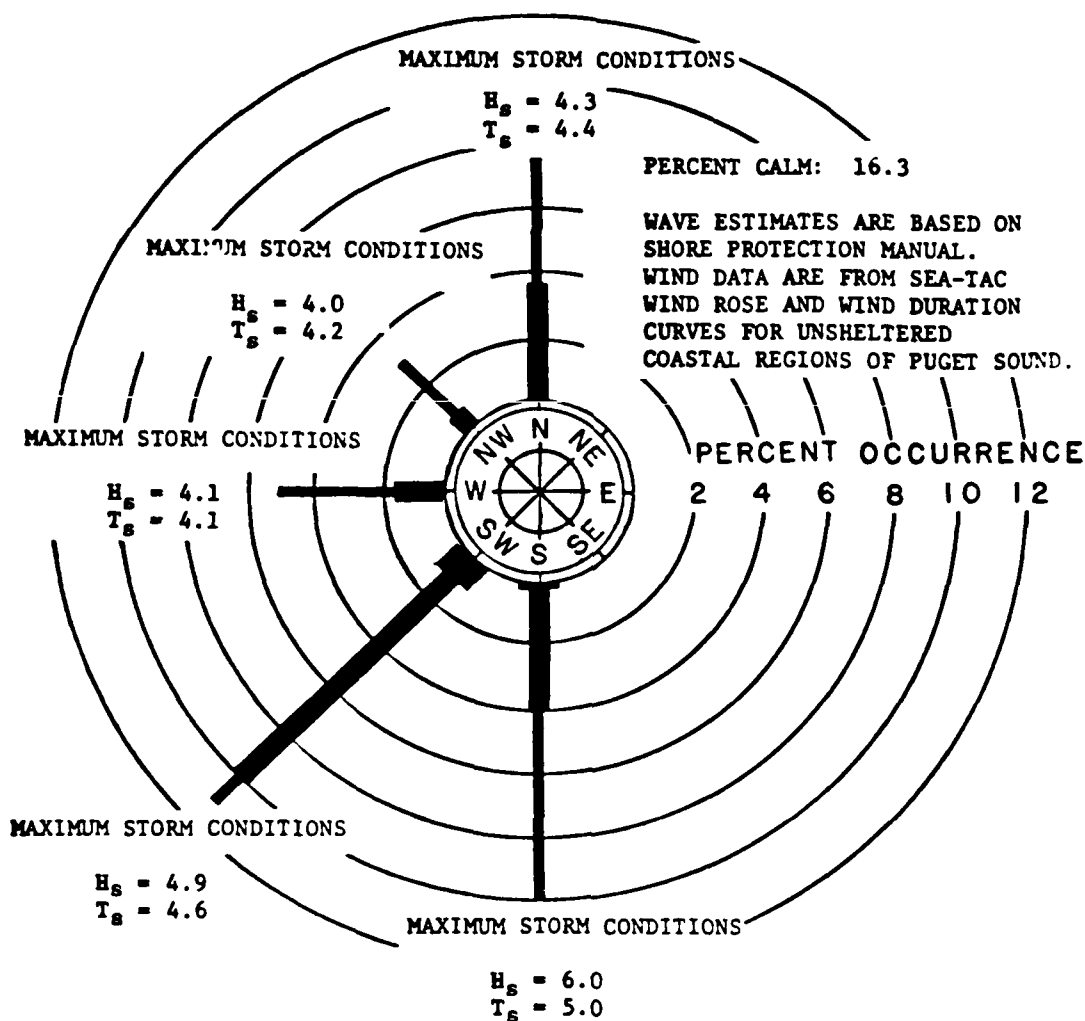 MAXIMUM STORM CONDITIONS
Hs = 4.3
Ts = 4.4
PERCENT CALM: 16.3
WAVE ESTIMATES ARE BASED ON
SHORE PROTECTION MANUAL.
WIND DATA ARE FROM SEA-TAC
WIND ROSE AND WIND DURATION
CURVES FOR UNSHELTERED
COASTAL REGIONS OF PUGET SOUND.
MAXIMUM STORM CONDITIONS
Hs = 4.0
Ts = 4.2
MAXIMUM STORM CONDITIONS
Hs = 4.1
Ts = 4.1
N
NE
E
SE
S
SW
W
NW
PERCENT OCCURRENCE
2 4 6 8 10 12
MAXIMUM STORM CONDITIONS
Hs = 4.9
Ts = 4.6
MAXIMUM STORM CONDITIONS
Hs = 6.0
Ts = 5.0